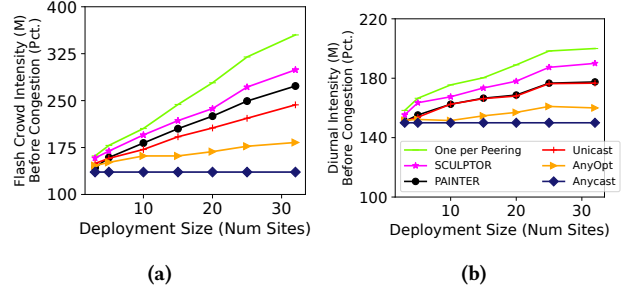 Flash Crowd Intensity (M)
Before Congestion (Pct.)
400
325
250
175
100
10
20
30
Deployment Size (Num Sites)
(a)
Diurnal Intensity (M)
Before Congestion (Pct.)
220
180
140
100
One per Peering
SCULPTOR
PAINTER
Unicast
AnyOpt
Anycast
10
20
30
Deployment Size (Num Sites)
(b)